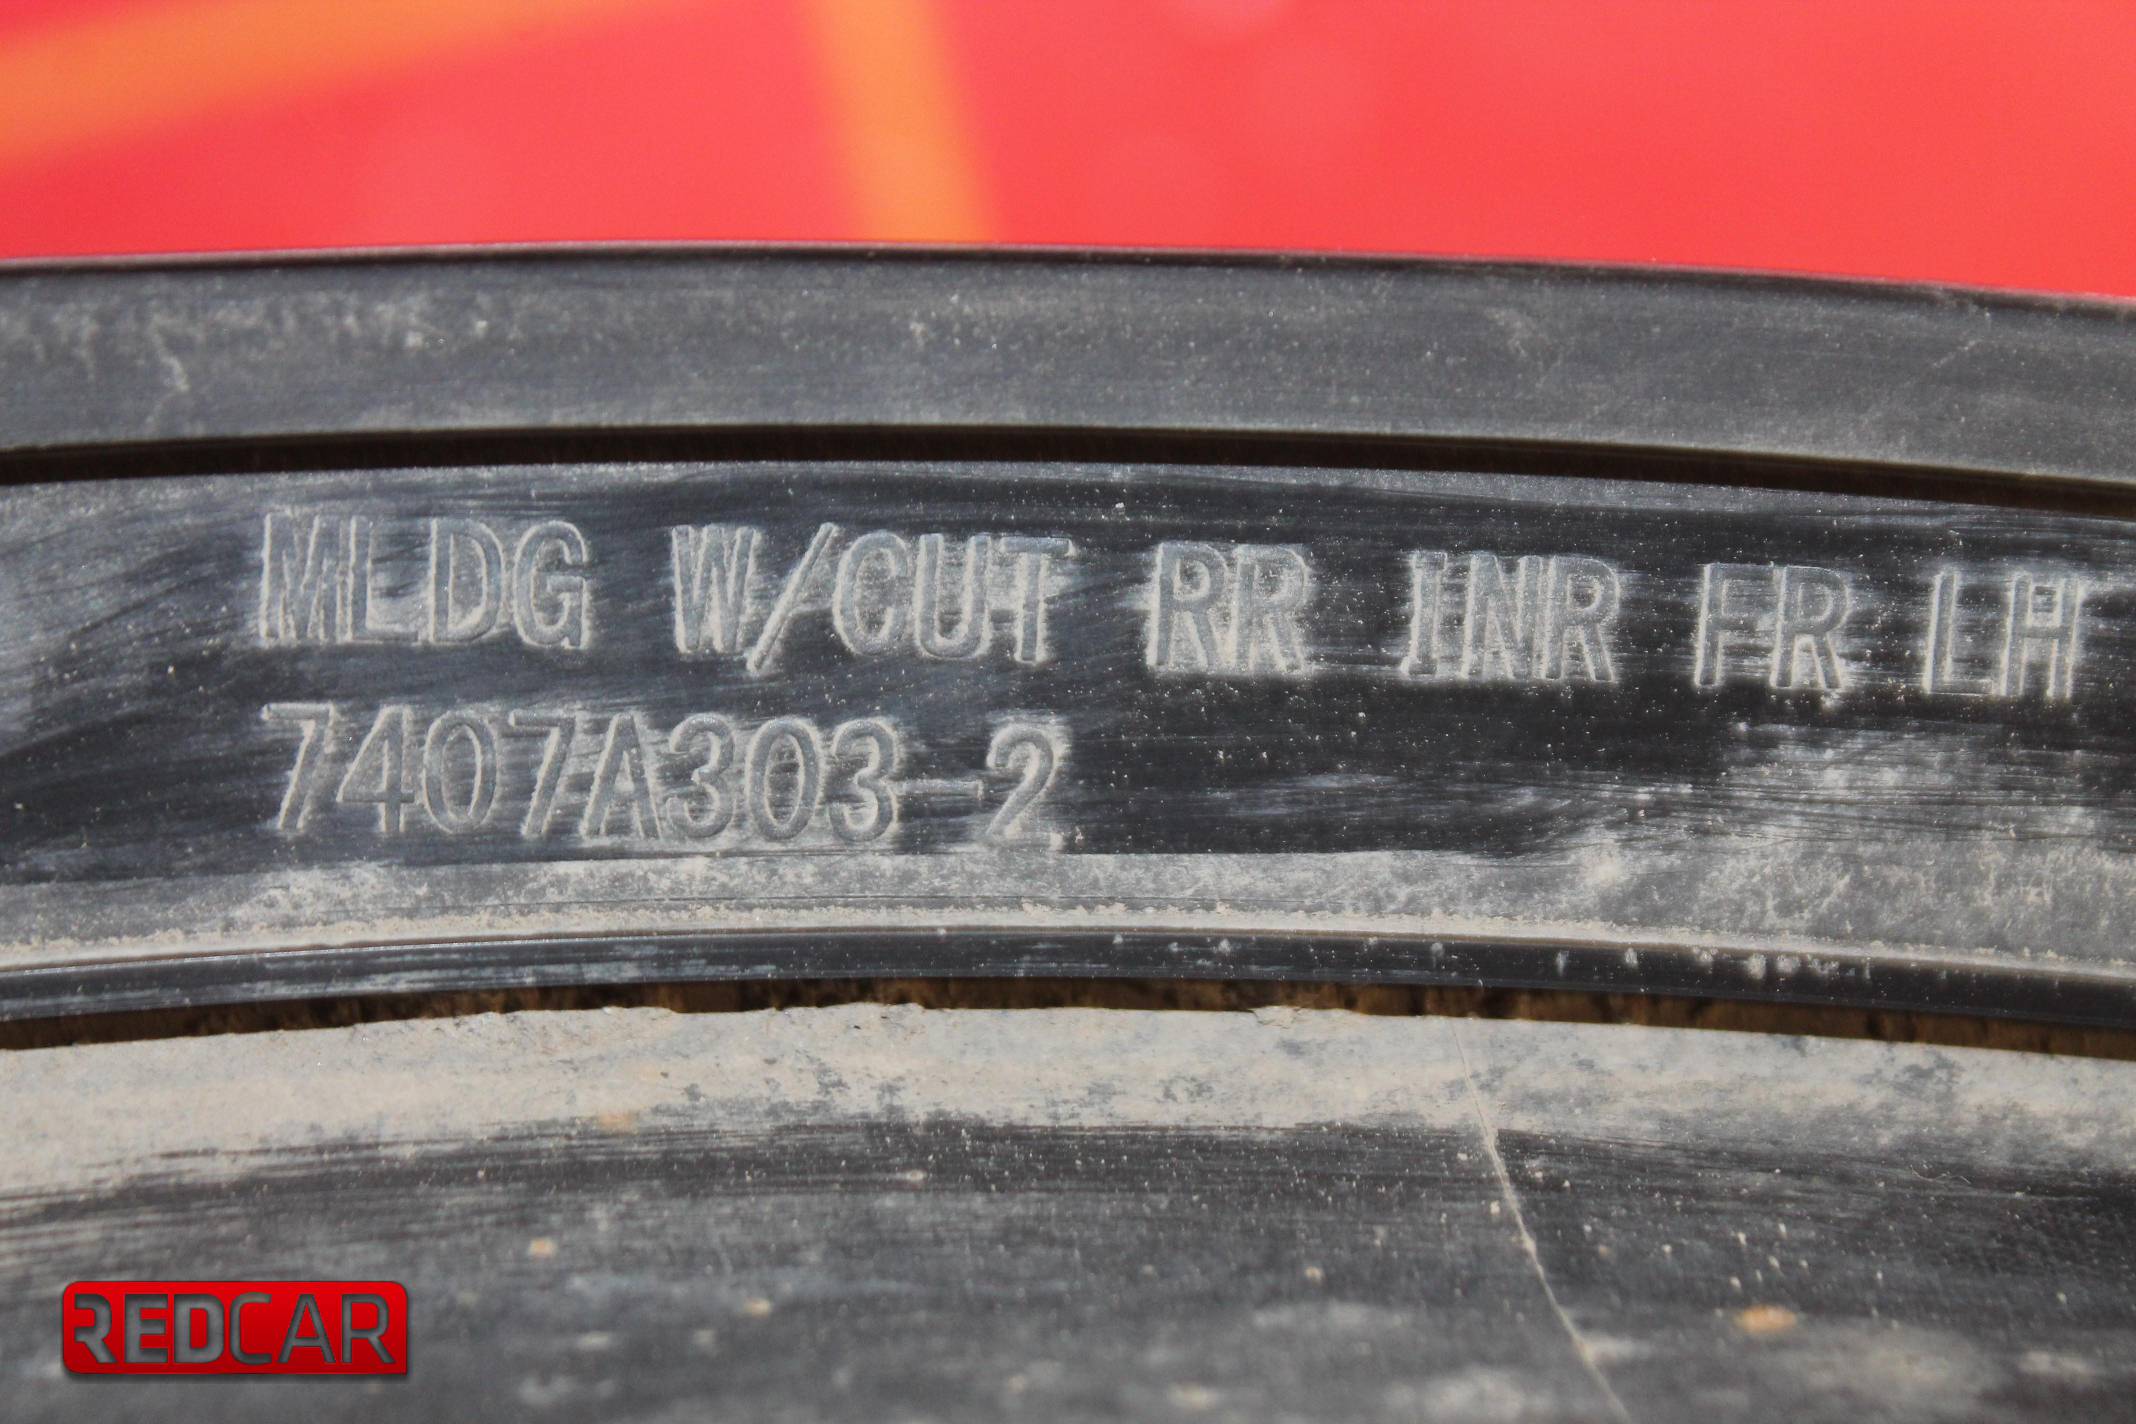 MLDG W/CUT RR INR FR LH
7407A303-2
REDCAR